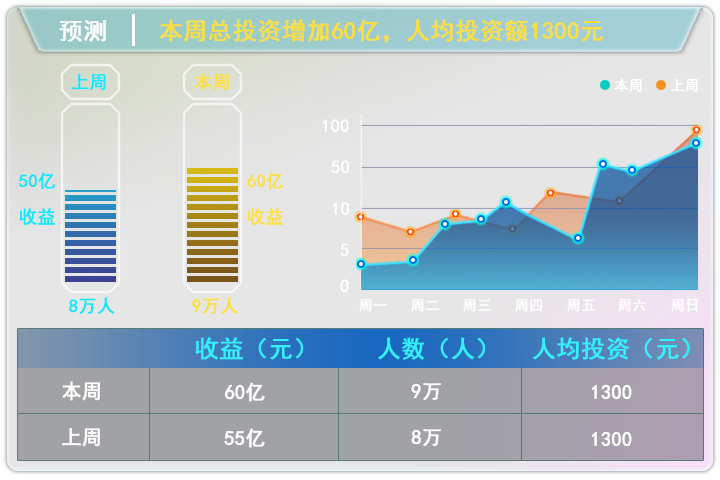 预测 本周总投资增加60亿，人均投资额1300元
上周 本周
本周 上周
50亿
收益
60亿
收益
8万人 9万人
100
50
10
5
0
周一 周二 周三 周四 周五 周六 周日
收益（元） 人数（人） 人均投资（元）
本周 60亿 9万 1300
上周 55亿 8万 1300